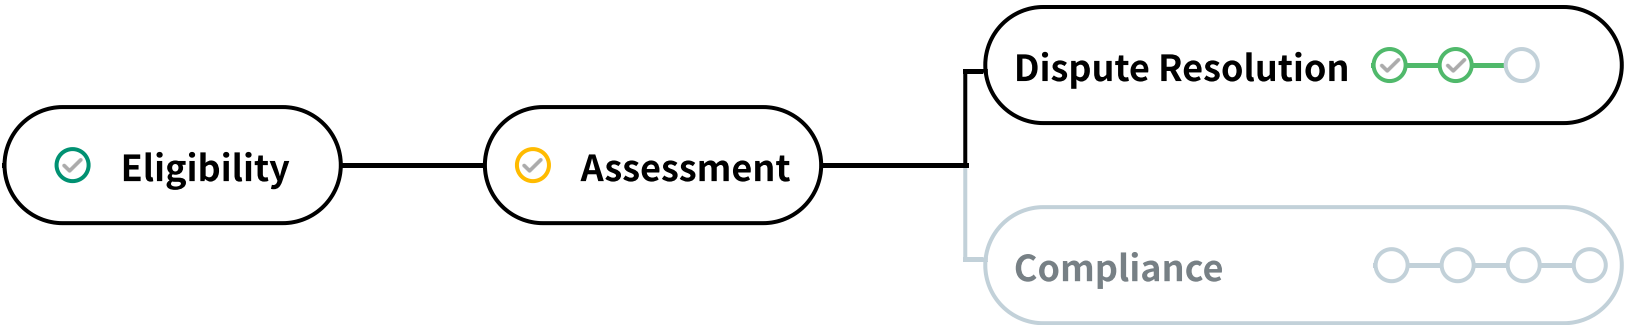 Eligibility
Assessment
Dispute Resolution
Compliance